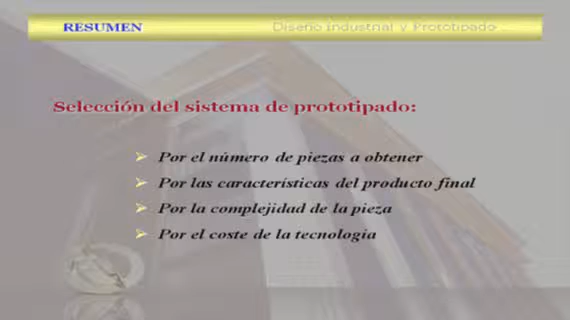 RESUMEN
Diseño Industrial y Prototipado ...
Selección del sistema de prototipado:
Por el número de piezas a obtener
Por las características del producto final
Por la complejidad de la pieza
Por el coste de la tecnología